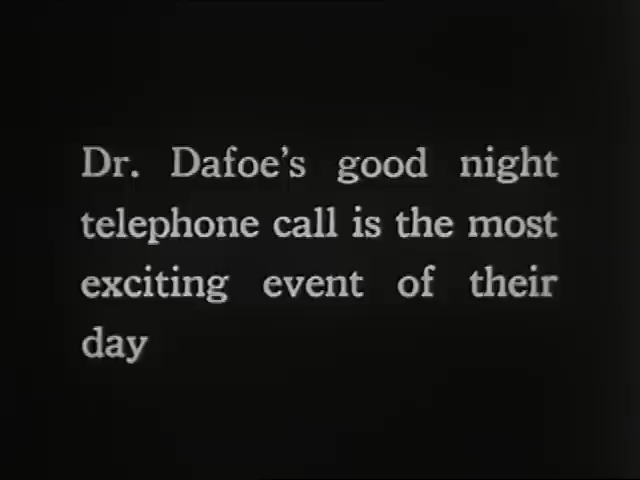 Dr. Dafoe’s good night
telephone call is the most
exciting event of their
day